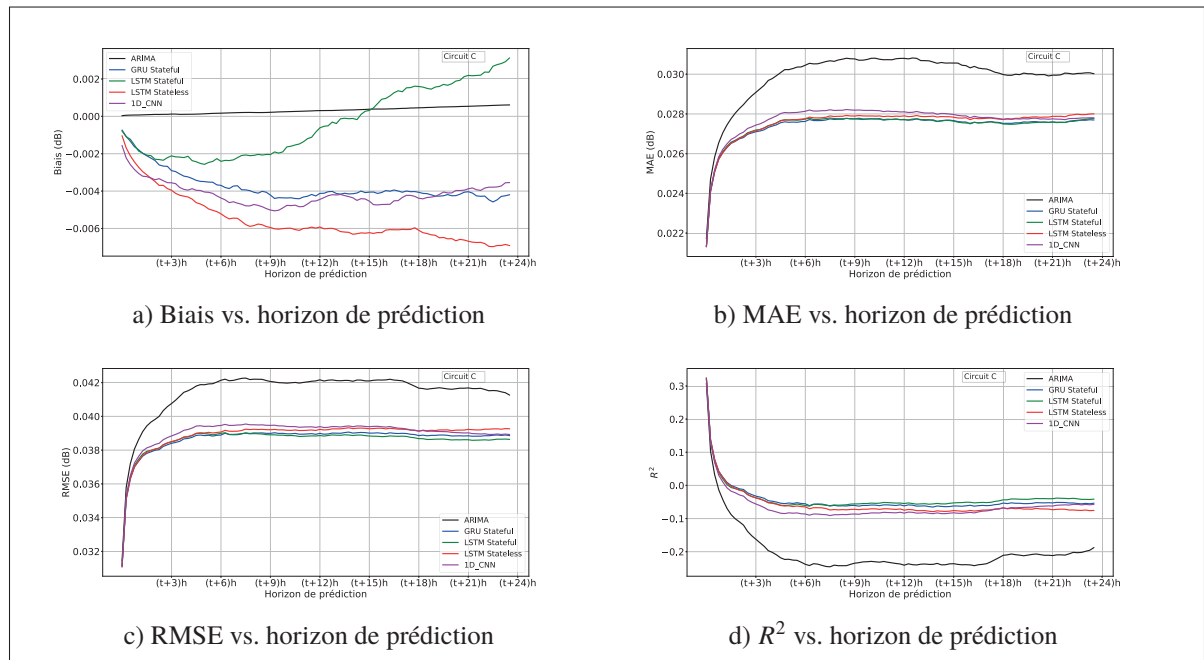 Circuit C
ARIMA
GRU Stateful
LSTM Stateful
LSTM Stateless
1D_CNN
0.002
0.000
−0.002
−0.004
−0.006
Biais (dB)
(t+3)h (t+6)h (t+9)h (t+12)h (t+15)h (t+18)h (t+21)h (t+24)h
Horizon de prédiction
a) Biais vs. horizon de prédiction
Circuit C
0.030
0.028
0.026
0.024
0.022
MAE (dB)
ARIMA
GRU Stateful
LSTM Stateful
LSTM Stateless
1D_CNN
(t+3)h (t+6)h (t+9)h (t+12)h (t+15)h (t+18)h (t+21)h (t+24)h
Horizon de prédiction
b) MAE vs. horizon de prédiction
Circuit C
0.042
0.040
0.038
0.036
0.034
0.032
RMSE (dB)
ARIMA
GRU Stateful
LSTM Stateful
LSTM Stateless
1D_CNN
(t+3)h (t+6)h (t+9)h (t+12)h (t+15)h (t+18)h (t+21)h (t+24)h
Horizon de prédiction
c) RMSE vs. horizon de prédiction
Circuit C
ARIMA
GRU Stateful
LSTM Stateful
LSTM Stateless
1D_CNN
0.3
0.2
0.1
0.0
−0.1
−0.2
R²
(t+3)h (t+6)h (t+9)h (t+12)h (t+15)h (t+18)h (t+21)h (t+24)h
Horizon de prédiction
d) R² vs. horizon de prédiction